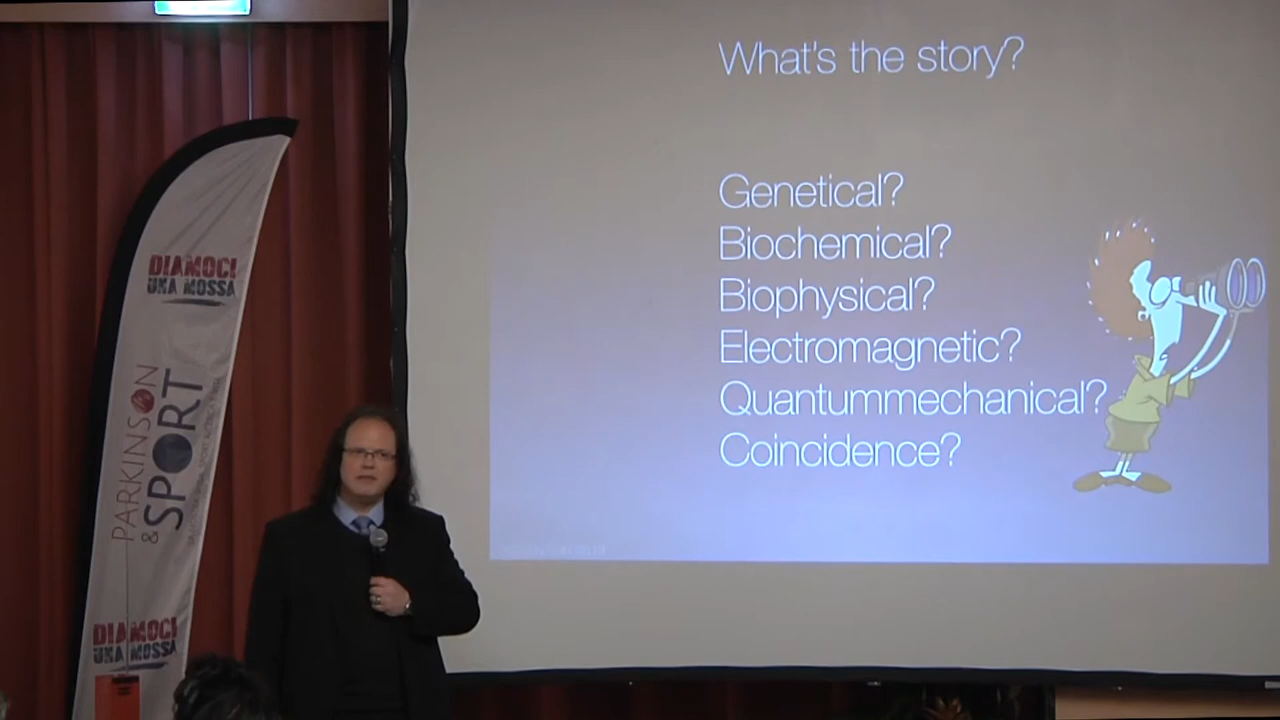 What's the story?
Genetical?
Biochemical?
Biophysical?
Electromagnetic?
Quantummechanical?
Coincidence?
DIAMOCI
UNA MOSSA
PARKINSON
& SPORT
DIAMOCI
UNA MOSSA